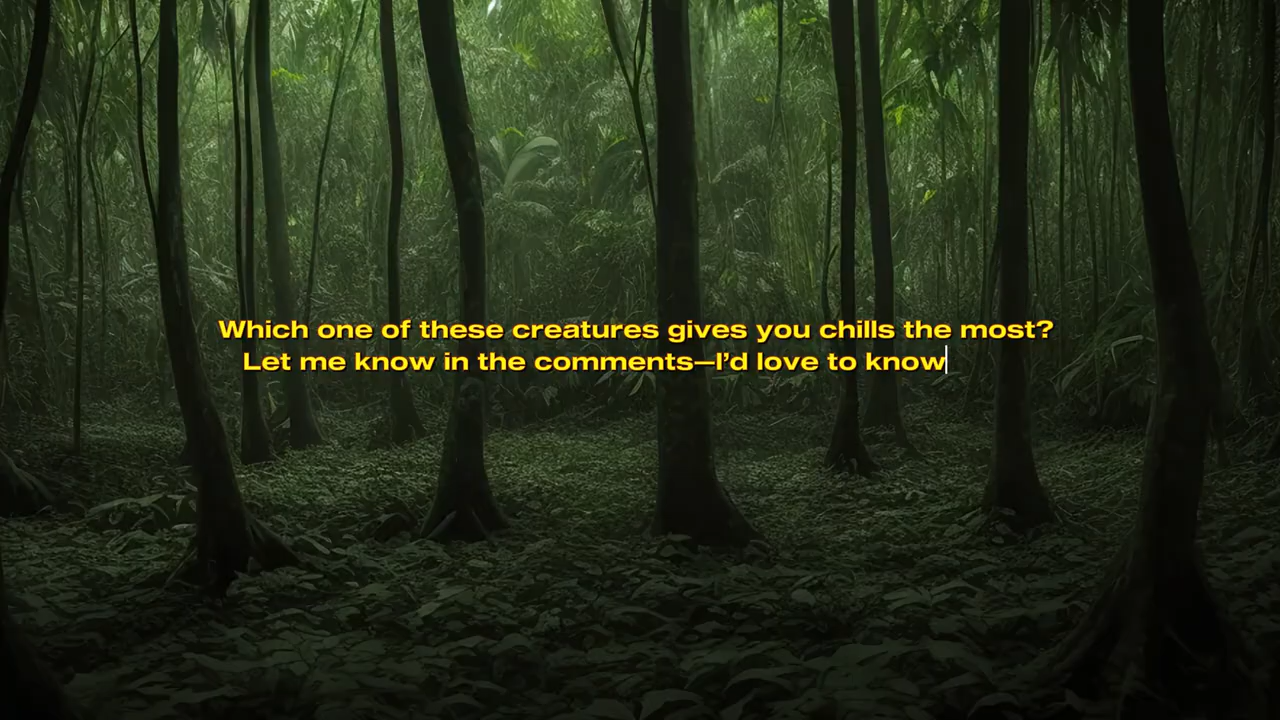 Which one of these creatures gives you chills the most?
Let me know in the comments—I’d love to know